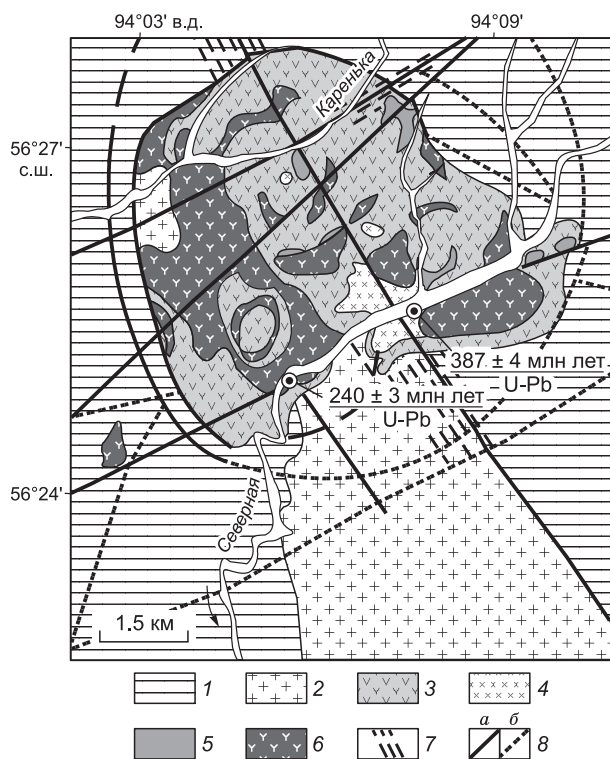 94°03' в.д.
94°09'
Каренька
56°27'
с.ш.
387 ± 4 млн лет
U-Pb
240 ± 3 млн лет
U-Pb
56°24'
Северная
1.5 км
1
2
3
4
а б
5
6
7
8